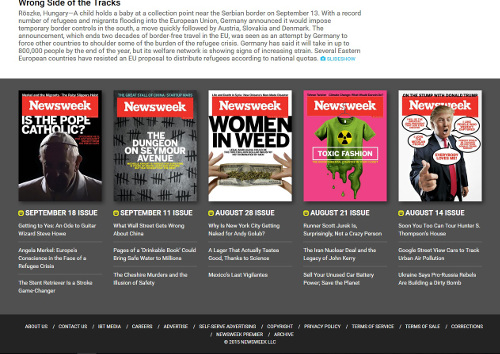 Wrong Side of the Tracks
Röszke, Hungary—A child holds a baby at a collection point near the Serbian border on September 13. With a record
number of refugees and migrants flooding into the European Union, Germany announced it would impose
temporary border controls in the south, a move quickly followed by Austria, Slovakia and Denmark. The
announcement, which ends two decades of border free travel in the EU, was seen as an attempt by Germany to
force other countries to shoulder some of the burden of the refugee crisis. Germany has said it will take in up to
800,000 people by the end of the year, but its welfare network is showing signs of increasing strain. Several Eastern
European countries have resisted an EU proposal to distribute refugees according to national quotas. SLIDESHOW
Newsweek
IS THE POPE
CATHOLIC?
Newsweek
THE
DUNGEON
ON SEYMOUR
AVENUE
Newsweek
WOMEN
IN WEED
Newsweek
TOXIC FASHION
ON THE STUMP WITH DONALD TRUMP
Newsweek
EVERYBODY
LOVES ME!
SEPTEMBER 18 ISSUE
Getting to Yes: An Ode to Guitar
Wizard Steve Howe
Angela Merkel: Europe's
Conscience in the Face of a
Refugee Crisis
The Silent Receiver Is a Stroke
Game-Changer
SEPTEMBER 11 ISSUE
What Wall Street Gets Wrong
About China
Pages of a 'Drinkable Book' Could
Bring Safe Water to Millions
The Cheshire Murders and the
Illusion of Safety
AUGUST 28 ISSUE
Why Is New York City Getting
Naked for Andy Golub?
A Lager That Actually Tastes
Good, Thanks to Science
Mexico's Last Vigilantes
AUGUST 21 ISSUE
Runner Scott Jurek Is,
Surprisingly, Not a Crazy Person
The Iron Nuclear Deal and the
Legacy of John Kerry
Sell Your Unused Car Battery
Power, Save the Planet
AUGUST 14 ISSUE
Soon You Too Can Tour Hunter S.
Thompson's House
Google Street View Cars to Track
Urban Air Pollution
Ukraine Says Pro-Russia Rebels
Are Building a Dirty Bomb
ABOUT US / CONTACT US / IBT MEDIA / CAREERS / ADVERTISE / SELF-SERVE ADVERTISING / COPYRIGHT / PRIVACY POLICY / TERMS OF SERVICE / TERMS OF SALE / CORRECTIONS
/ NEWSWEEK PREMIER / ARCHIVE
© 2015 NEWSWEEK LLC